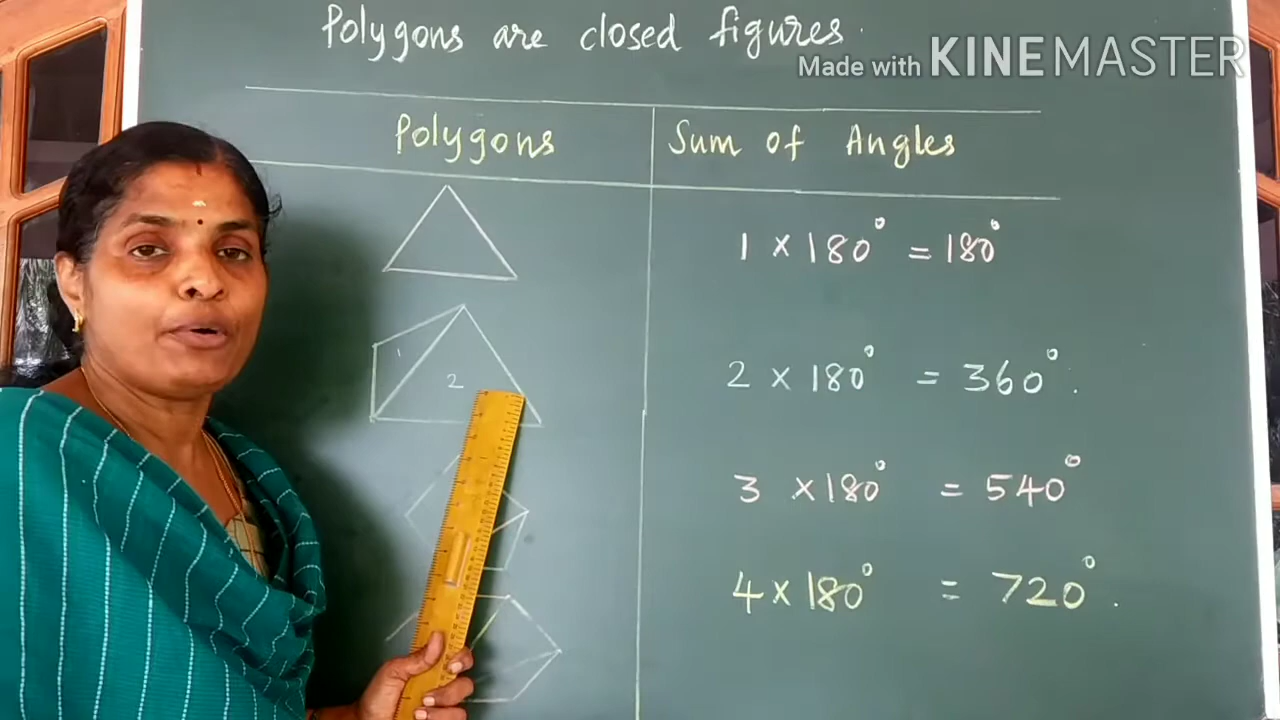 Polygons are closed figures.
Made with KINEMASTER
Polygons Sum of Angles
1 × 180° = 180°
1
2
2 × 180° = 360°.
3 × 180° = 540°
4 × 180° = 720°.